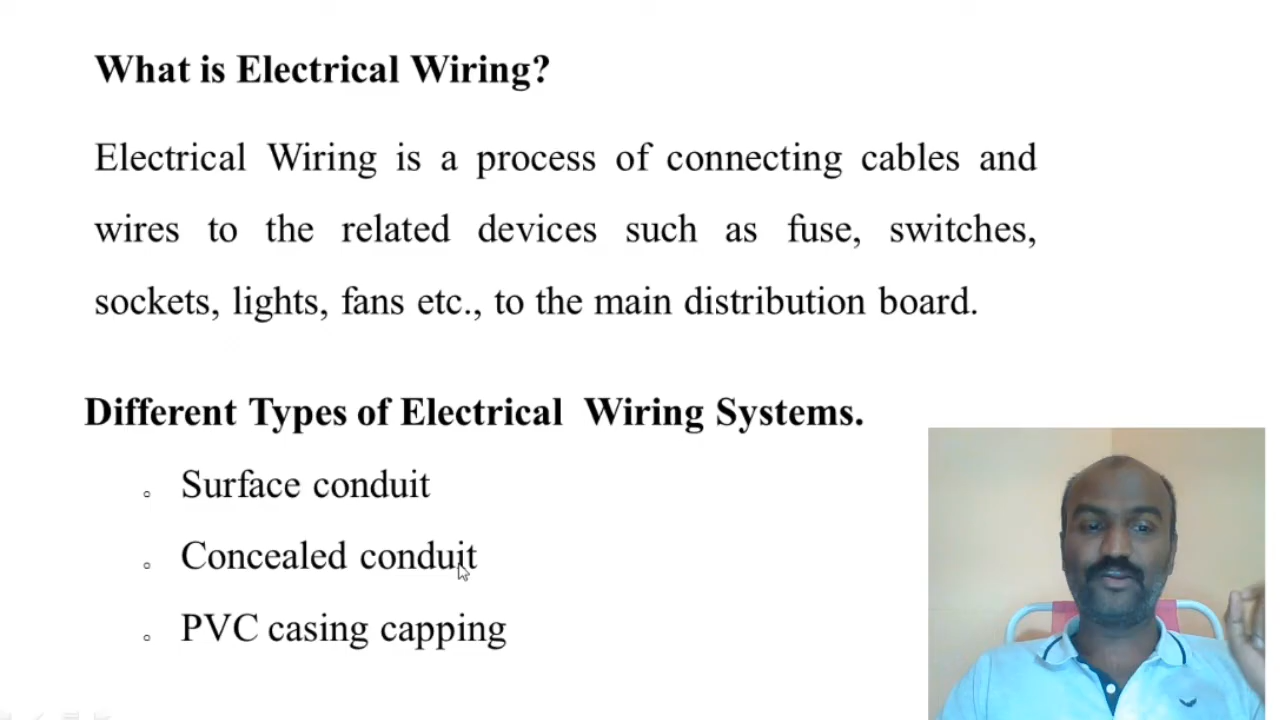 What is Electrical Wiring?
Electrical Wiring is a process of connecting cables and
wires to the related devices such as fuse, switches,
sockets, lights, fans etc., to the main distribution board.
Different Types of Electrical Wiring Systems.
Surface conduit
Concealed conduit
PVC casing capping